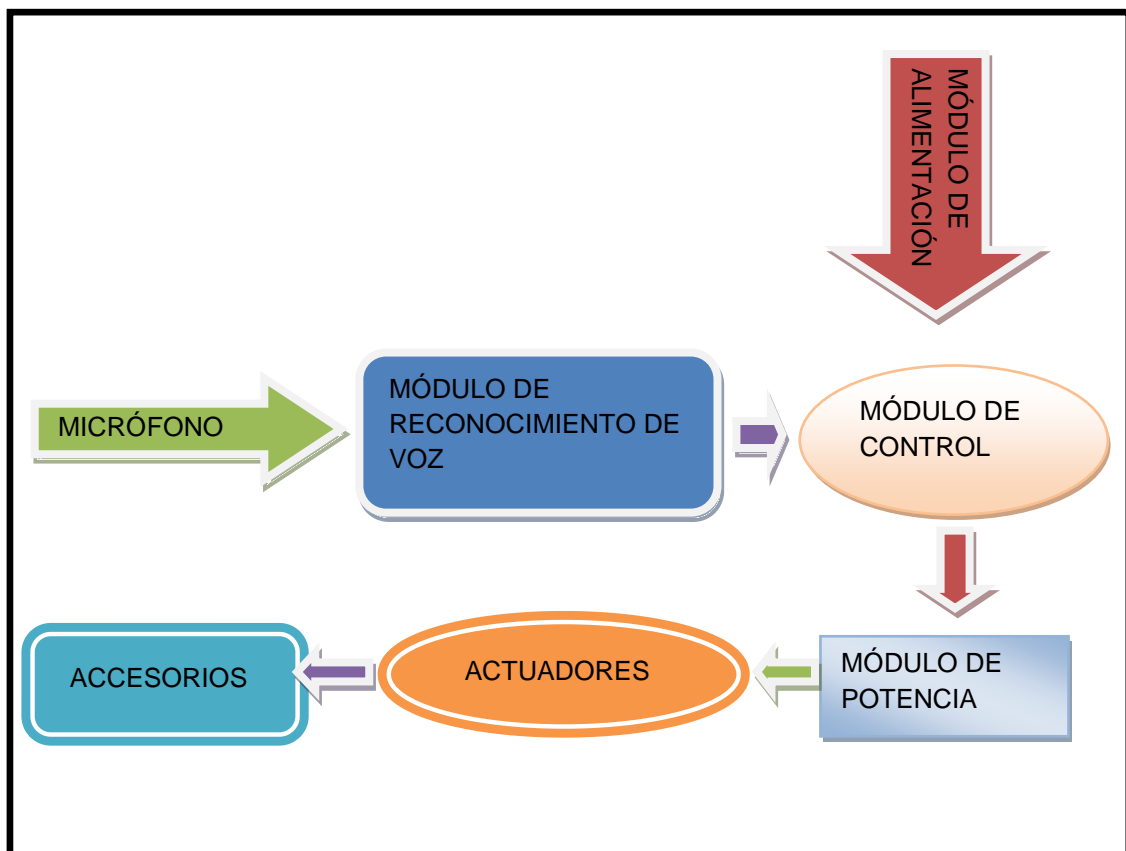 MÓDULO DE
ALIMENTACIÓN
MICRÓFONO
MÓDULO DE
RECONOCIMIENTO DE
VOZ
MÓDULO DE
CONTROL
ACCESORIOS
ACTUADORES
MÓDULO DE
POTENCIA